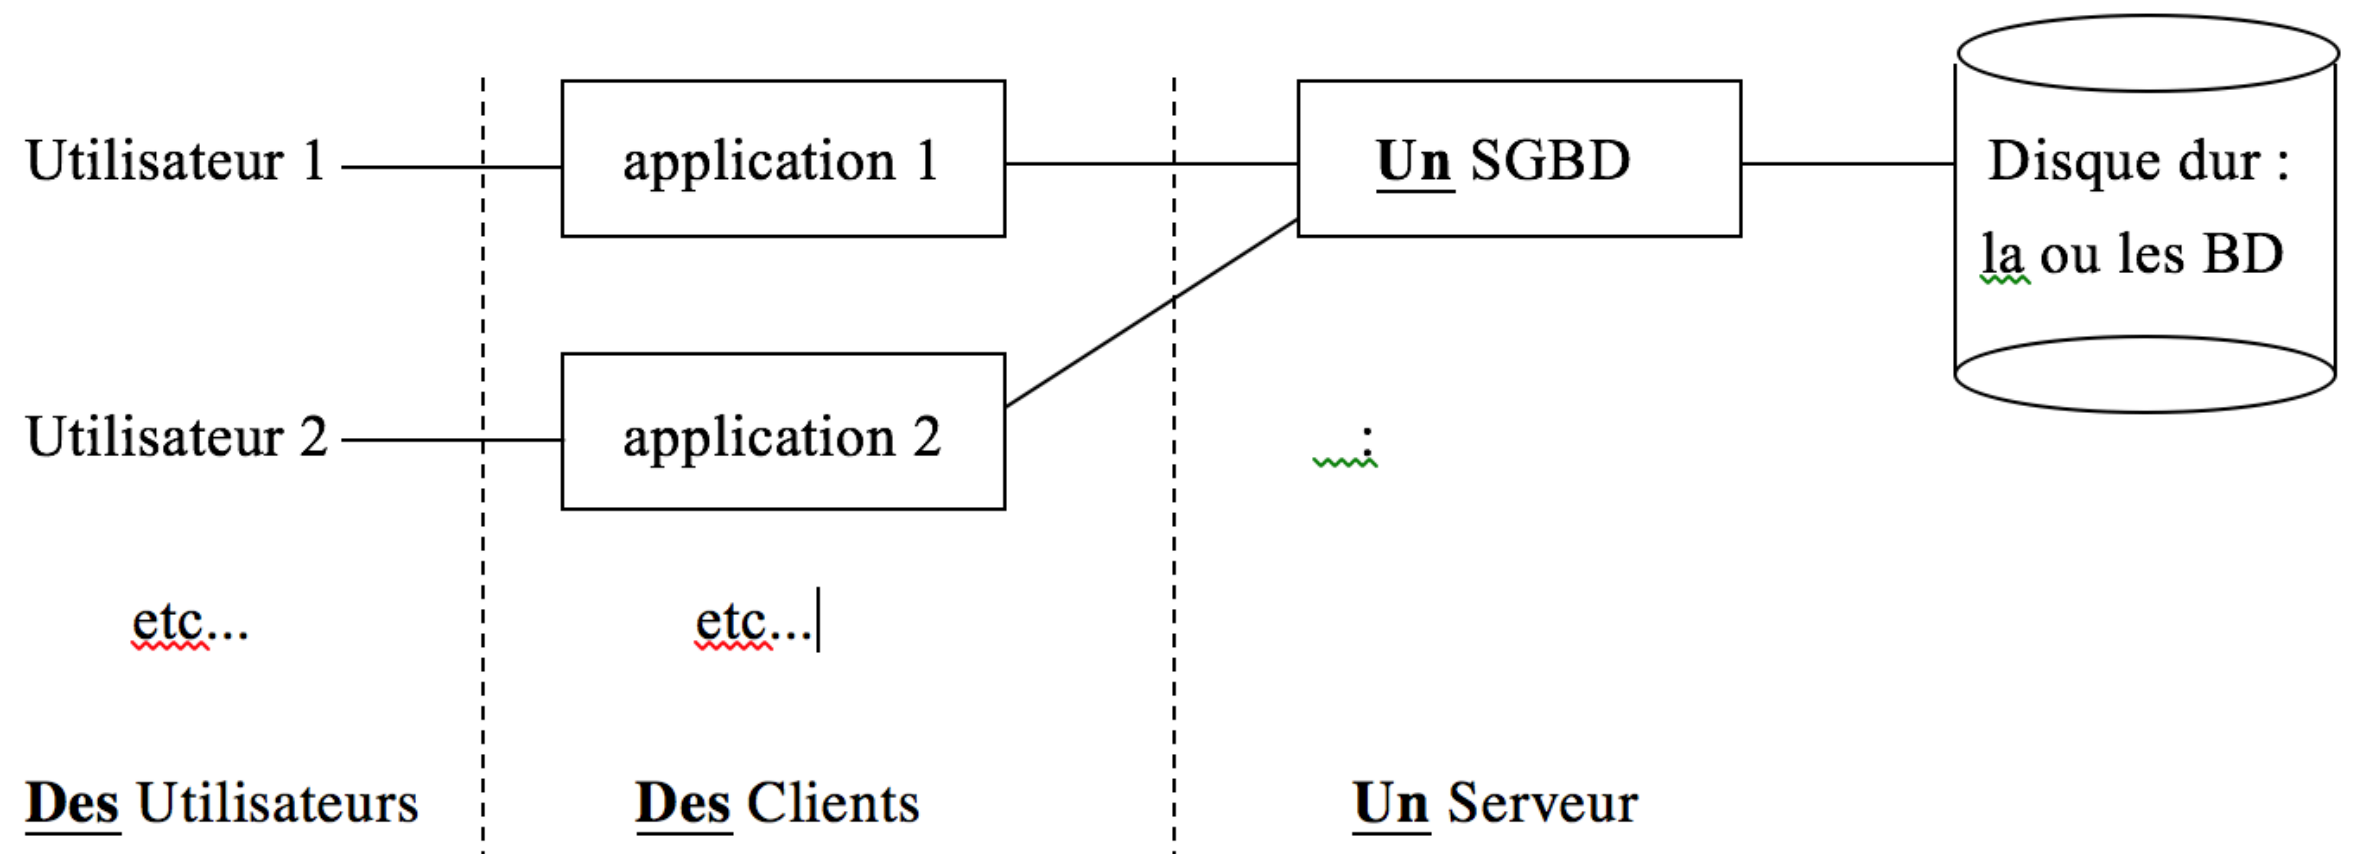 Utilisateur 1
application 1
Un SGBD
Disque dur :
la ou les BD
Utilisateur 2
application 2
:
etc...
etc...
Des Utilisateurs
Des Clients
Un Serveur